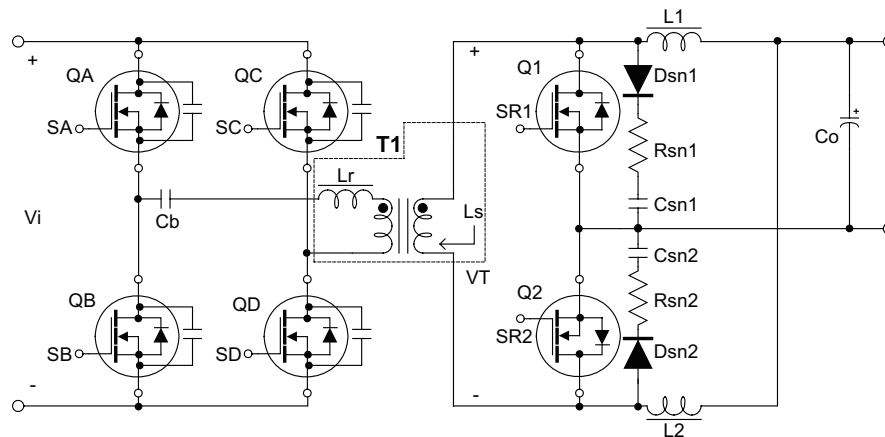 L1
+
+
QA
QC
Q1
Dsn1
SA
SC
SR1
+
T1
Co
Rsn1
Lr
Vi
Cb
Ls
Csn1
Csn2
VT
QB
QD
Q2
Rsn2
SB
SD
SR2
Dsn2
-
-
L2